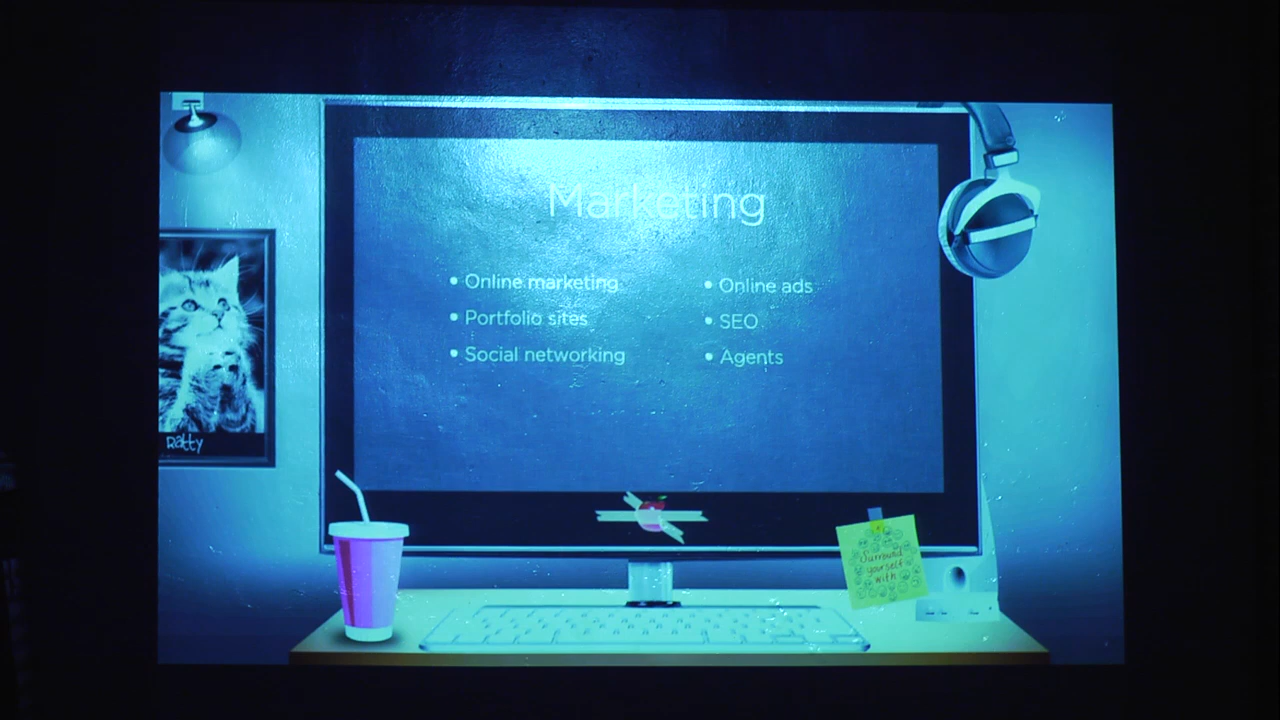 Marketing
• Online marketing
• Portfolio sites
• Social networking
• Online ads
• SEO
• Agents
Ratty
Surround
yourself
with